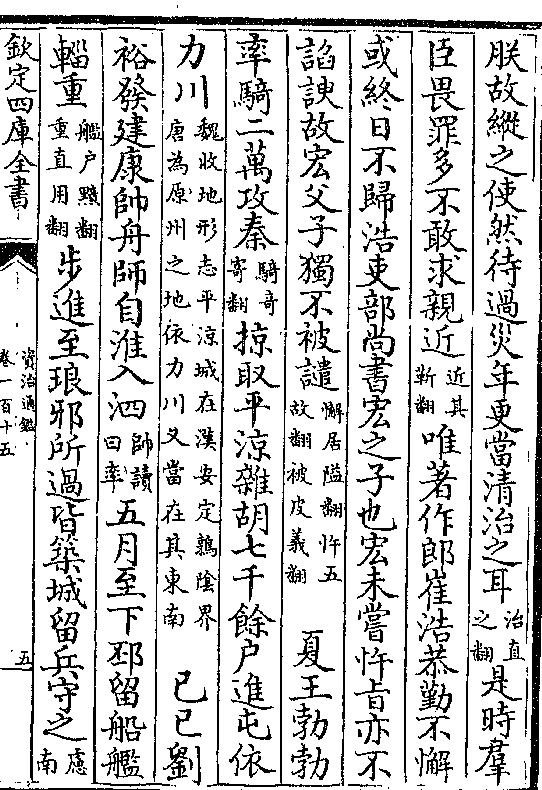 朕故縱之使然待過災年更當清治之耳治直之翻是時羣
臣畏罪多不敢求親近近其靳翻唯著作郎崔浩恭勤不懈
或終日不歸浩吏部尚書宏之子也宏未嘗忤旨亦不
諂諛故宏父子獨不被譴懈居隘翻忤五故翻被皮義翻夏王勃勃
率騎二萬攻秦騎奇寄翻掠取平涼雜胡七千餘户進屯依
力川魏收地形志平涼城在漢安定鶉陰界唐為原州之地依力川又當在其東南己巳劉
裕發建康帥舟師自淮入泗帥讀曰率五月至下邳留船艦
輜重艦户黯翻重直用翻步進至琅邪所過皆築城留兵守之慮南
欽定四庫全書
資治通鑑
卷一百十五
五